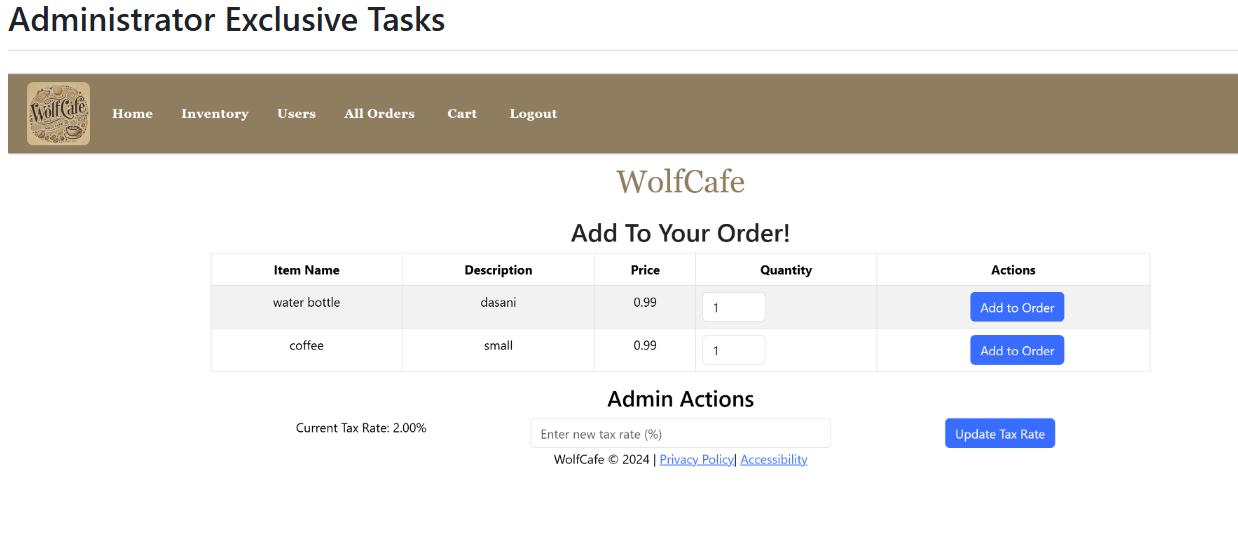 Administrator Exclusive Tasks
WolfCafe
Home Inventory Users All Orders Cart Logout
WolfCafe
Add To Your Order!
Item Name Description Price Quantity Actions
water bottle dasani 0.99 1 Add to Order
coffee small 0.99 1 Add to Order
Admin Actions
Current Tax Rate: 2.00% Enter new tax rate (%) Update Tax Rate
WolfCafe © 2024 | Privacy Policy| Accessibility